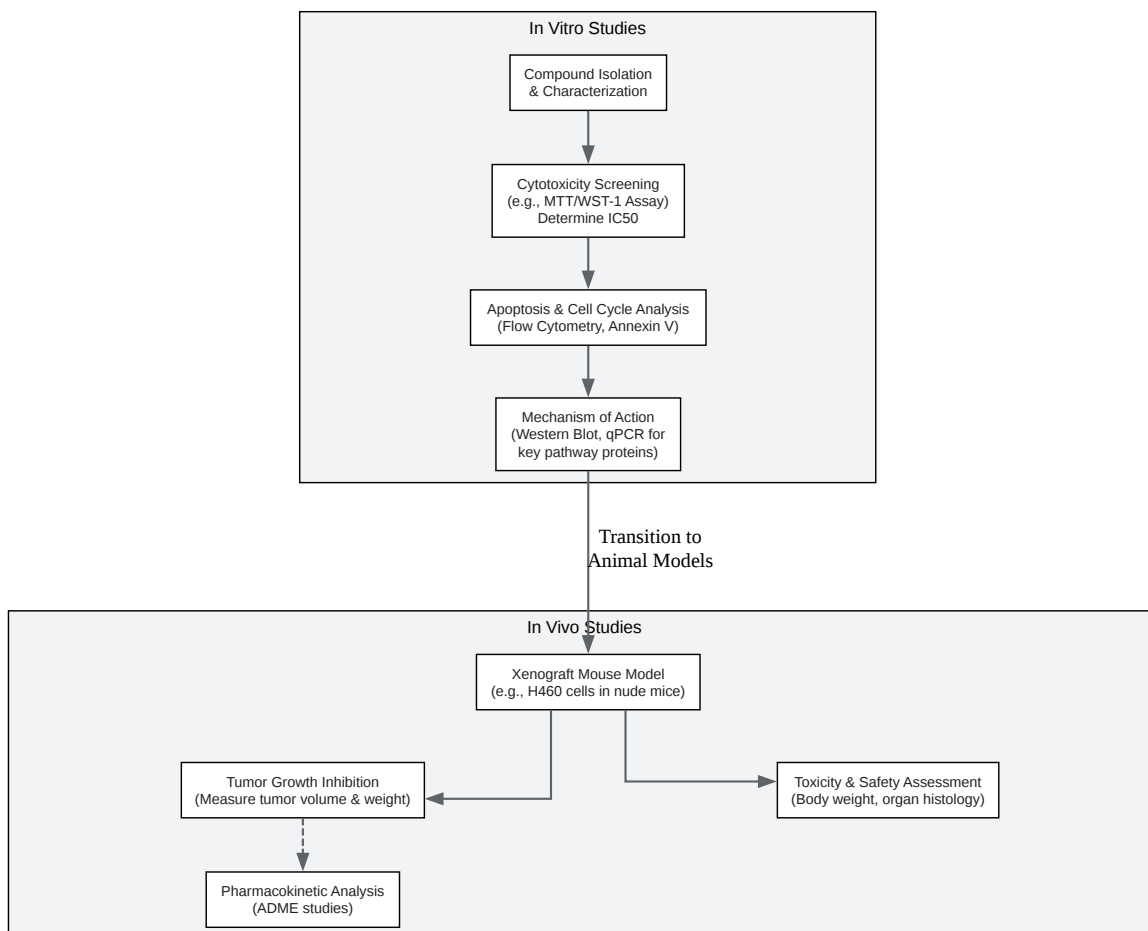 In Vitro Studies
Compound Isolation
& Characterization
Cytotoxicity Screening
(e.g., MTT/WST-1 Assay)
Determine IC50
Apoptosis & Cell Cycle Analysis
(Flow Cytometry, Annexin V)
Mechanism of Action
(Western Blot, qPCR for
key pathway proteins)
Transition to
Animal Models
In Vivo Studies
Xenograft Mouse Model
(e.g., H460 cells in nude mice)
Tumor Growth Inhibition
(Measure tumor volume & weight)
Toxicity & Safety Assessment
(Body weight, organ histology)
Pharmacokinetic Analysis
(ADME studies)